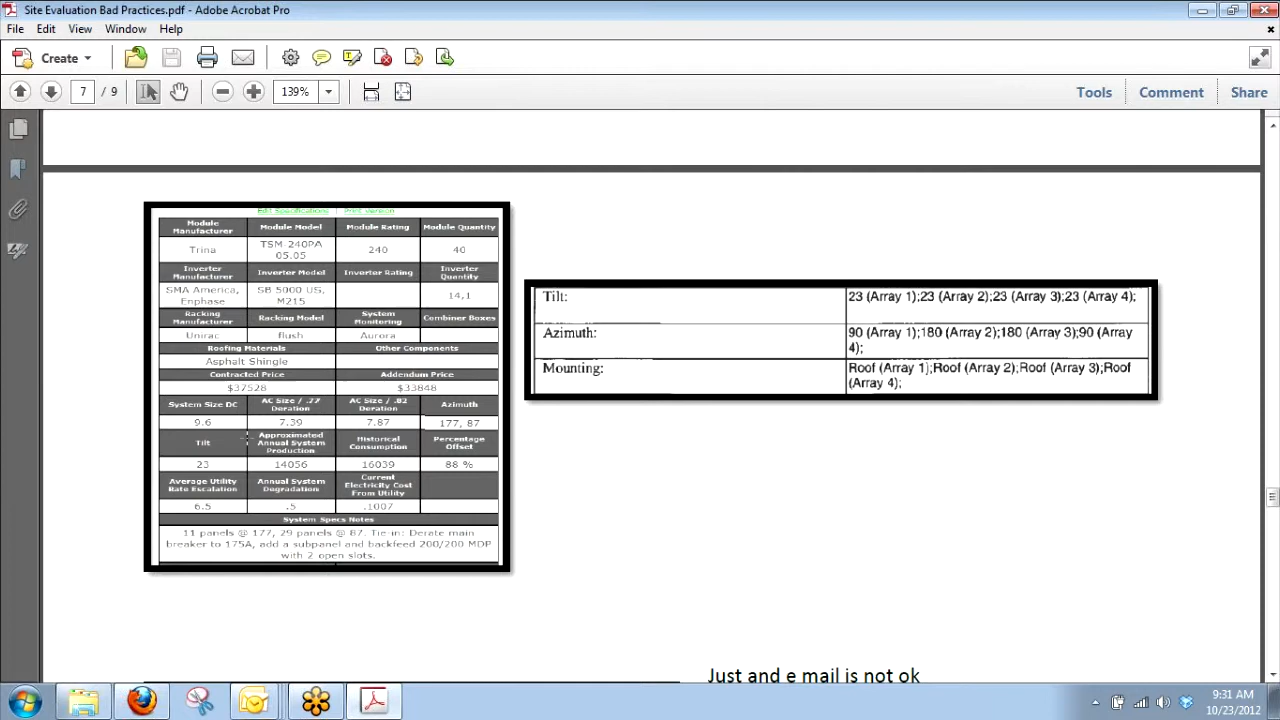 Site Evaluation Bad Practices.pdf - Adobe Acrobat Pro
File Edit View Window Help
Create
7 / 9 139% Tools Comment Share
Edit Specifications | Print Version
Module Manufacturer Module Model Module Rating Module Quantity
Trina TSM 240PA 05.05 240 40
Inverter Manufacturer Inverter Model Inverter Rating Inverter Quantity
SMA America, Enphase SB 5000 US, M215 14,1
Racking Manufacturer Racking Model System Monitoring Combiner Boxes
Unirac flush Aurora
Roofing Materials Other Components
Asphalt Shingle
Contracted Price Addendum Price
$37528 $33848
System Size DC AC Size / .77 Deration AC Size / .82 Deration Azimuth
9.6 7.39 7.87 177, 87
Tilt Approximated Annual System Production Historical Consumption Percentage Offset
23 14056 16039 88 %
Average Utility Rate Escalation Annual System Degradation Current Electricity Cost From Utility
6.5 .5 .1007
System Specs Notes
11 panels @ 177, 29 panels @ 87. Tie-in: Derate main
breaker to 175A, add a subpanel and backfeed 200/200 MDP
with 2 open slots.
Tilt: 23 (Array 1);23 (Array 2);23 (Array 3);23 (Array 4);
Azimuth: 90 (Array 1);180 (Array 2);180 (Array 3);90 (Array
4);
Mounting: Roof (Array 1);Roof (Array 2);Roof (Array 3);Roof
(Array 4);
Just and e mail is not ok
9:31 AM
10/23/2012